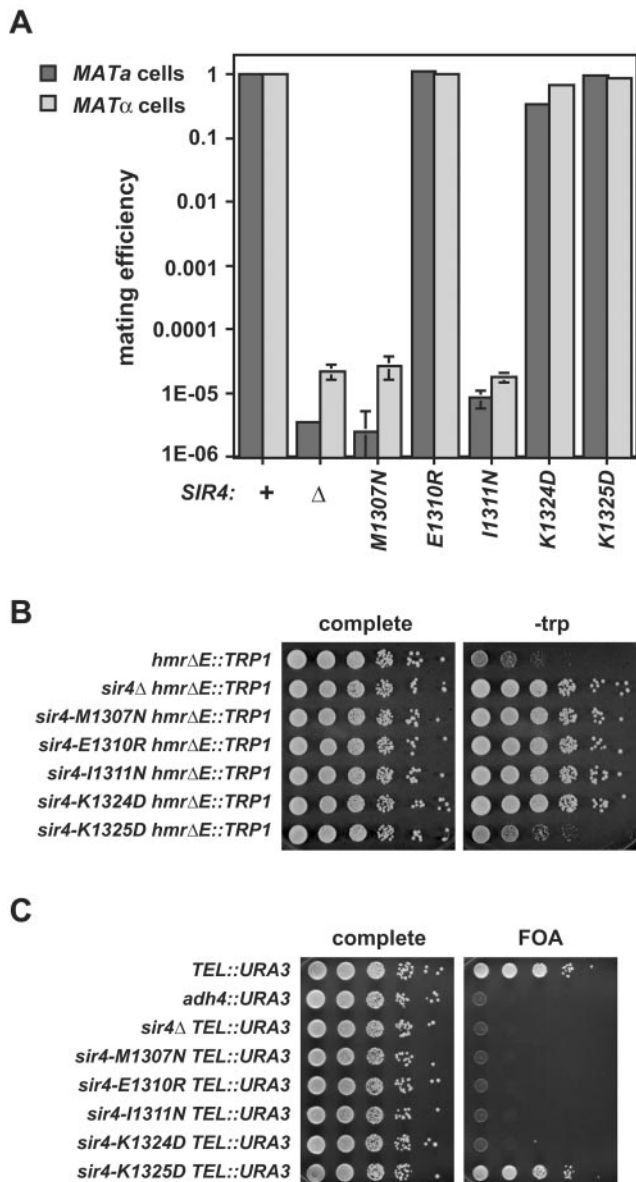 A
MATa cells
MATα cells
mating efficiency
1
0.1
0.01
0.001
0.0001
1E-05
1E-06
SIR4: + Δ M1307N E1310R I1311N K1324D K1325D
B
complete -trp
hmrΔE::TRP1
sir4Δ hmrΔE::TRP1
sir4-M1307N hmrΔE::TRP1
sir4-E1310R hmrΔE::TRP1
sir4-I1311N hmrΔE::TRP1
sir4-K1324D hmrΔE::TRP1
sir4-K1325D hmrΔE::TRP1
C
complete FOA
TEL::URA3
adh4::URA3
sir4Δ TEL::URA3
sir4-M1307N TEL::URA3
sir4-E1310R TEL::URA3
sir4-I1311N TEL::URA3
sir4-K1324D TEL::URA3
sir4-K1325D TEL::URA3